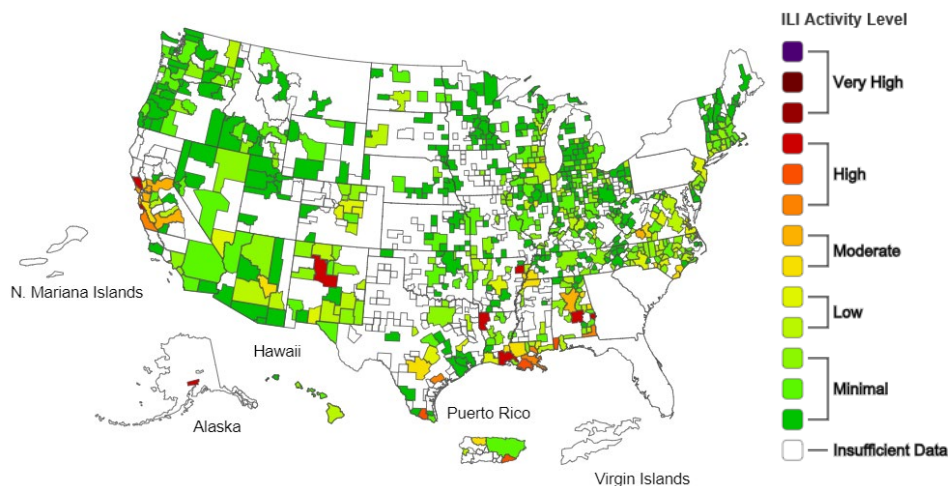 ILI Activity Level
Very High
High
Moderate
Low
Minimal
Insufficient Data
N. Mariana Islands
Hawaii
Alaska
Puerto Rico
Virgin Islands